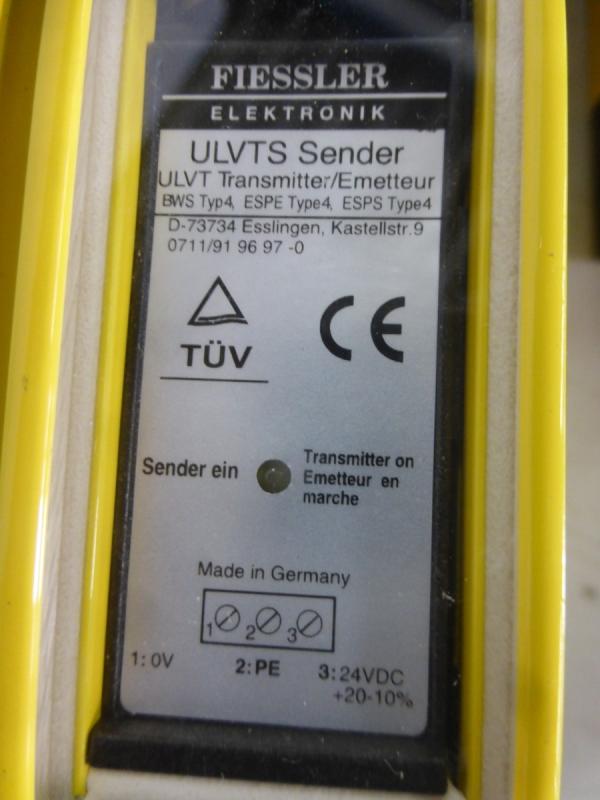 FIESSLER
ELEKTRONIK
ULVTS Sender
ULVT Transmitter/Emetteur
BWS Typ4, ESPE Type4, ESPS Type4
D-73734 Esslingen, Kastellstr.9
0711/91 96 97 -0
TÜV
CE
Sender ein
Transmitter on
Emetteur en
marche
Made in Germany
1 2 3
1:0V 2:PE 3:24VDC
+20-10%